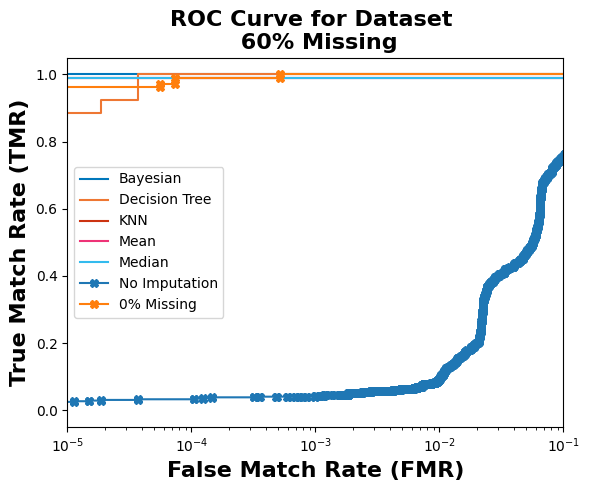 ROC Curve for Dataset
60% Missing
True Match Rate (TMR)
1.0
0.8
0.6
0.4
0.2
0.0
Bayesian
Decision Tree
KNN
Mean
Median
No Imputation
0% Missing
10⁻⁵
10⁻⁴
10⁻³
10⁻²
10⁻¹
False Match Rate (FMR)